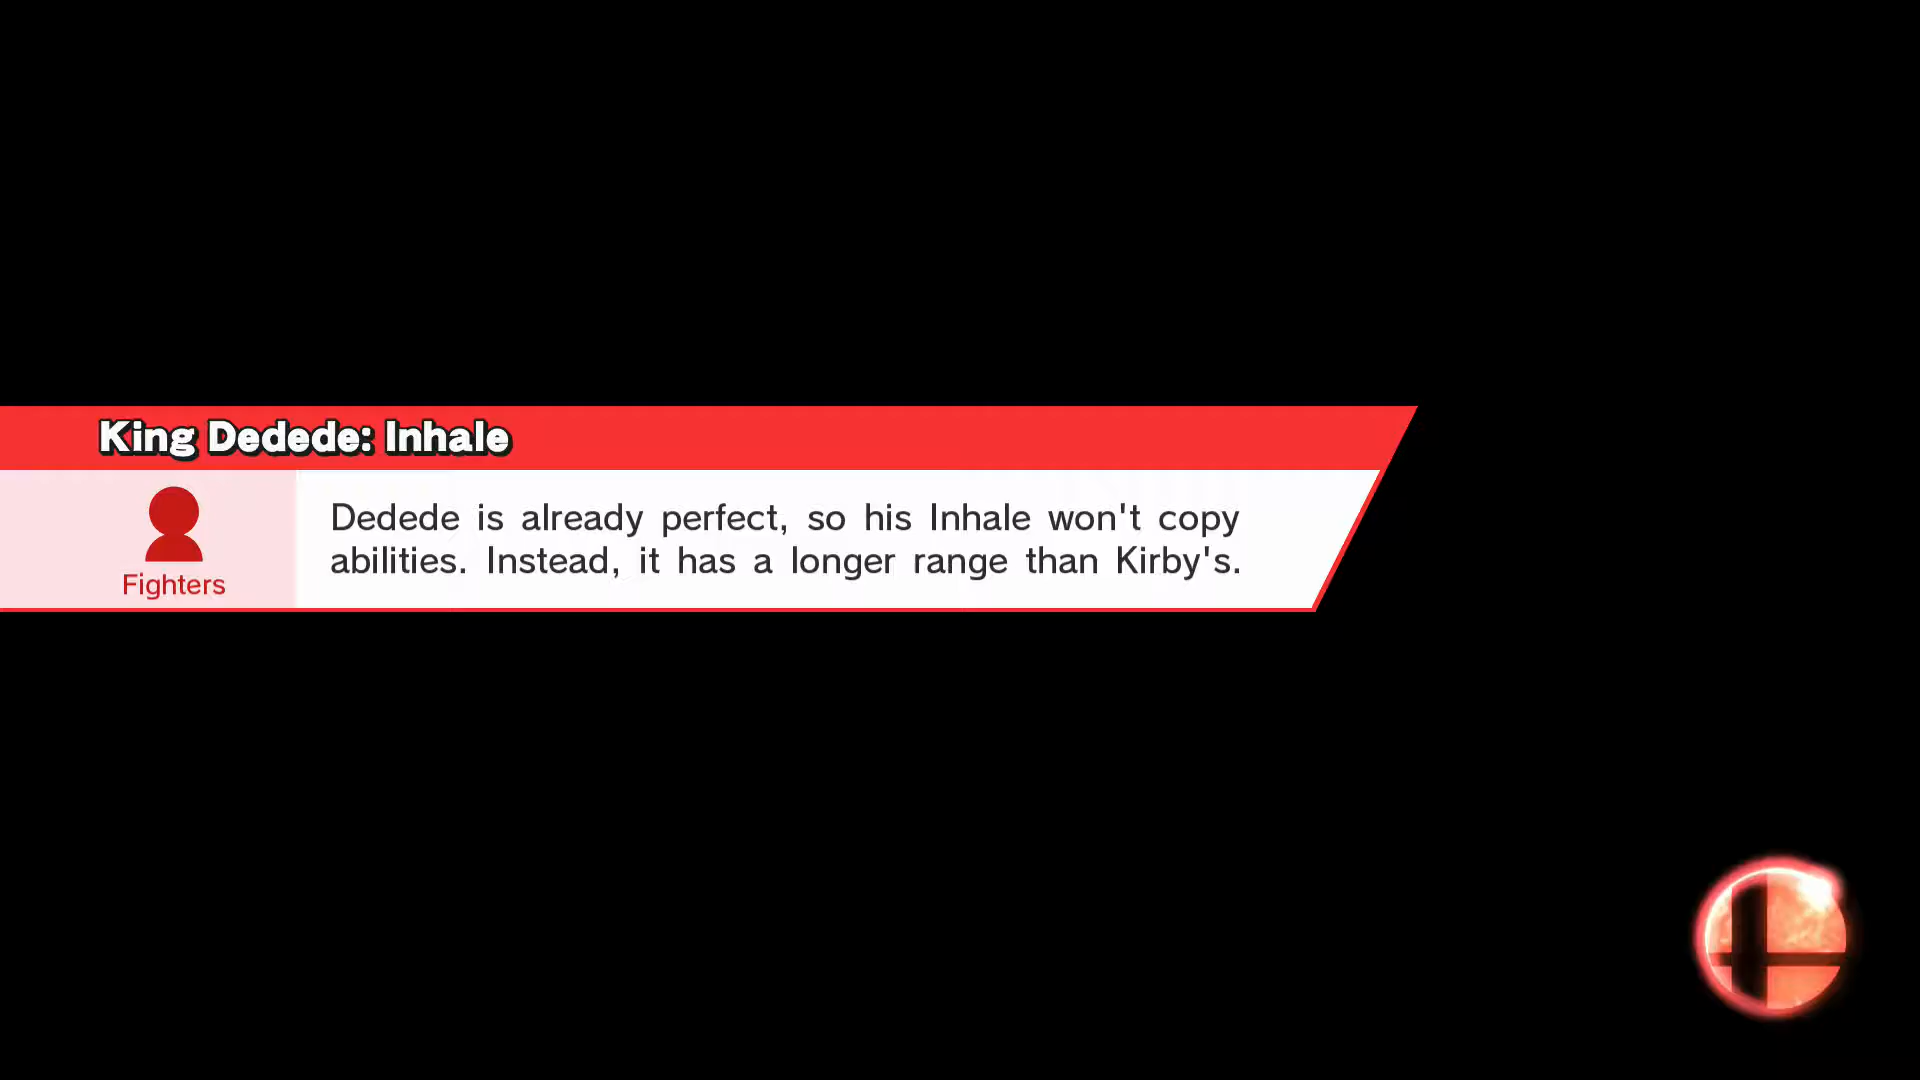 King Dedede: Inhale
Fighters
Dedede is already perfect, so his Inhale won't copy
abilities. Instead, it has a longer range than Kirby's.